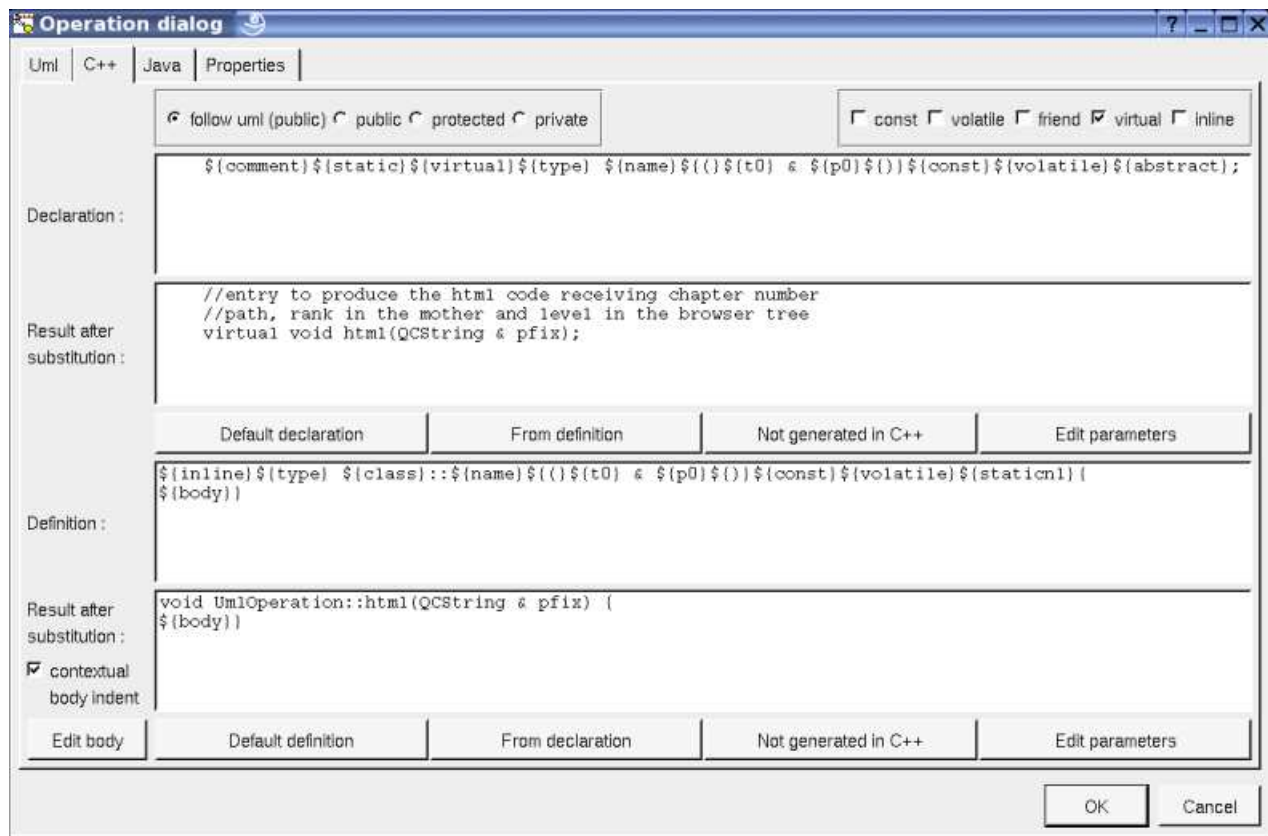 Operation dialog
Uml C++ Java Properties
follow uml (public) public protected private const volatile friend virtual inline
Declaration :
${comment}${static}${virtual}${type} ${name}${(}${t0} & ${p0}${)}${const}${volatile}${abstract};
Result after
substitution :
//entry to produce the html code receiving chapter number
//path, rank in the mother and level in the browser tree
virtual void html(QCString & pfix);
Default declaration From definition Not generated in C++ Edit parameters
Definition :
${inline}${type} ${class}::${name}${(}${t0} & ${p0}${)}${const}${volatile}${staticnl}{
${body}}
Result after
substitution :
void UmlOperation::html(QCString & pfix) {
${body}}
contextual
body indent
Edit body Default definition From declaration Not generated in C++ Edit parameters
OK Cancel